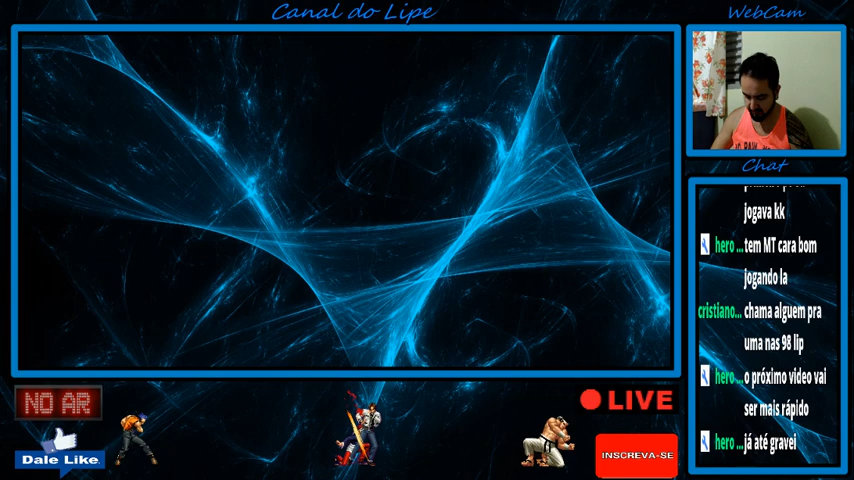 Canal do Lipe
WebCam
Chat
jogava kk
hero ...tem MT cara bom
jogando la
cristiano... chama alguem pra
uma nas 98 lip
hero ...o próximo video vai
ser mais rápido
hero ...já até gravei
NO AR
LIVE
Dale Like.
INSCREVA-SE